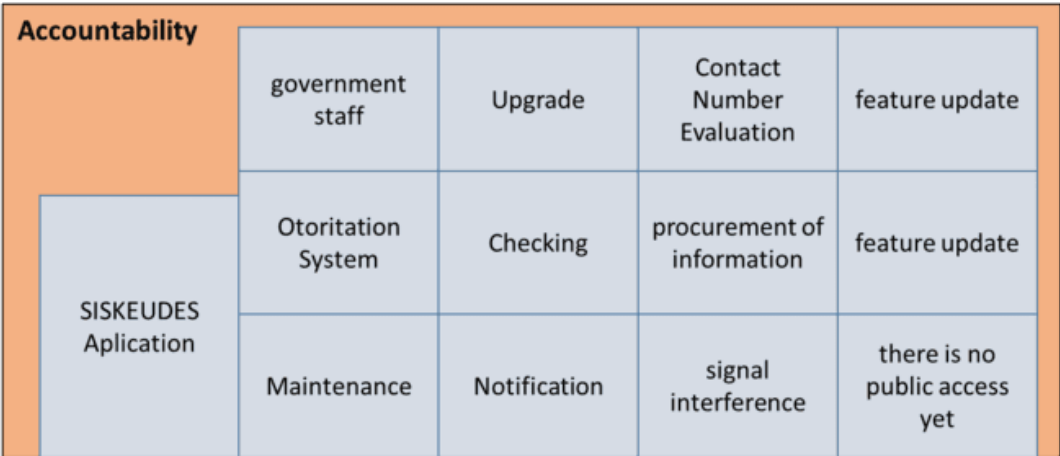 Accountability
government
staff
Upgrade
Contact
Number
Evaluation
feature update
Otoritation
System
Checking
procurement of
information
feature update
SISKEUDES
Aplication
Maintenance
Notification
signal
interference
there is no
public access
yet